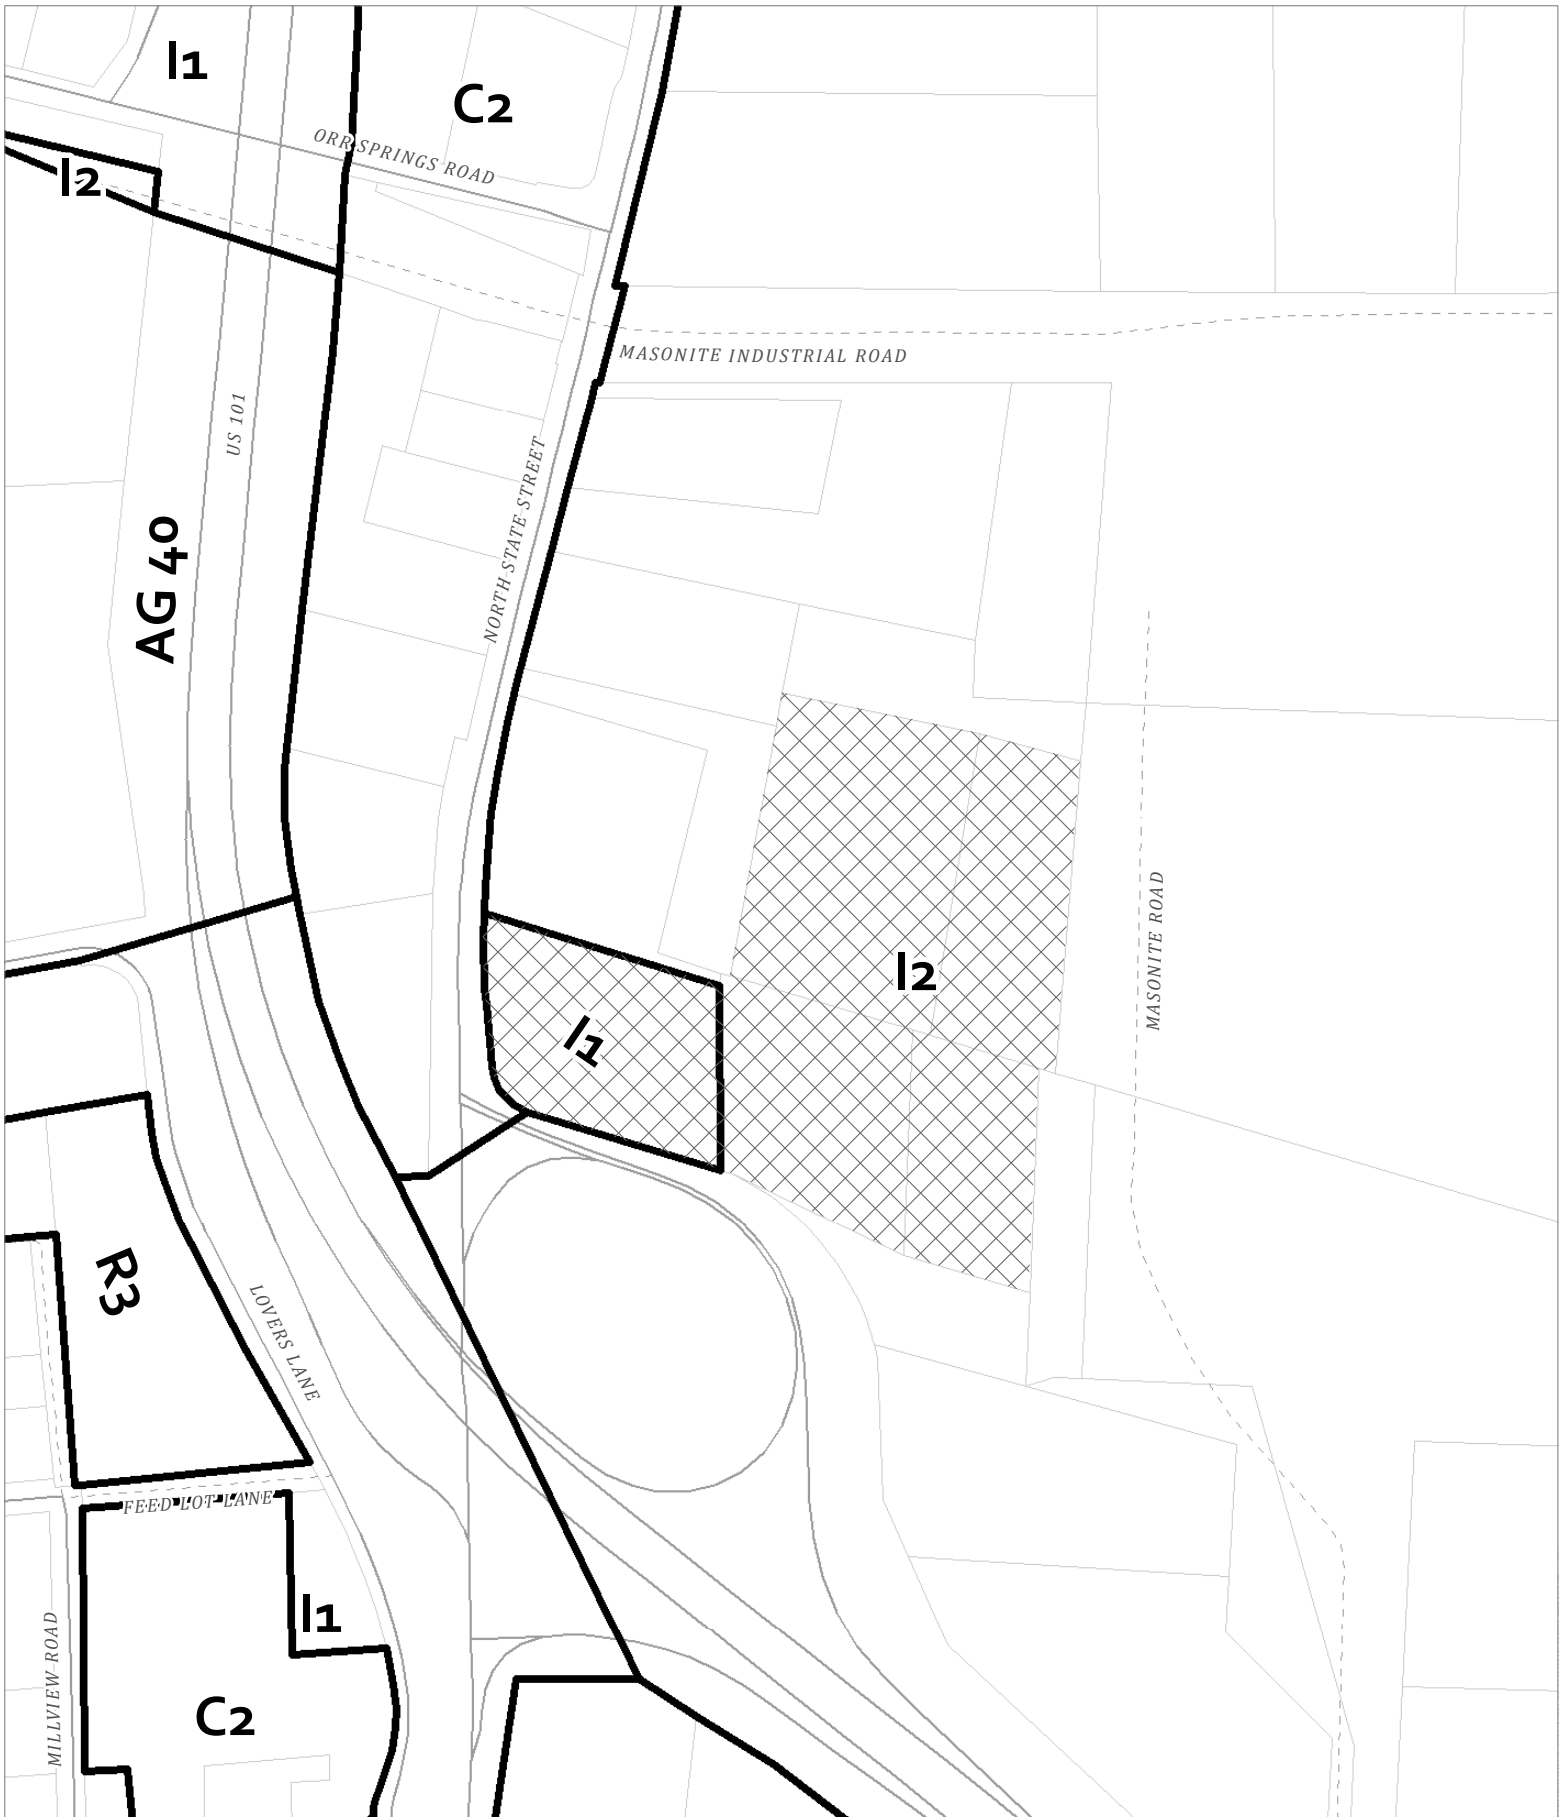 I1
C2
ORR SPRINGS ROAD
I2
MASONITE INDUSTRIAL ROAD
US 101
NORTH STATE STREET
AG 40
I2
MASONITE ROAD
I1
R3
LOVERS LANE
FEED LOT LANE
I1
MILLVIEW ROAD
C2